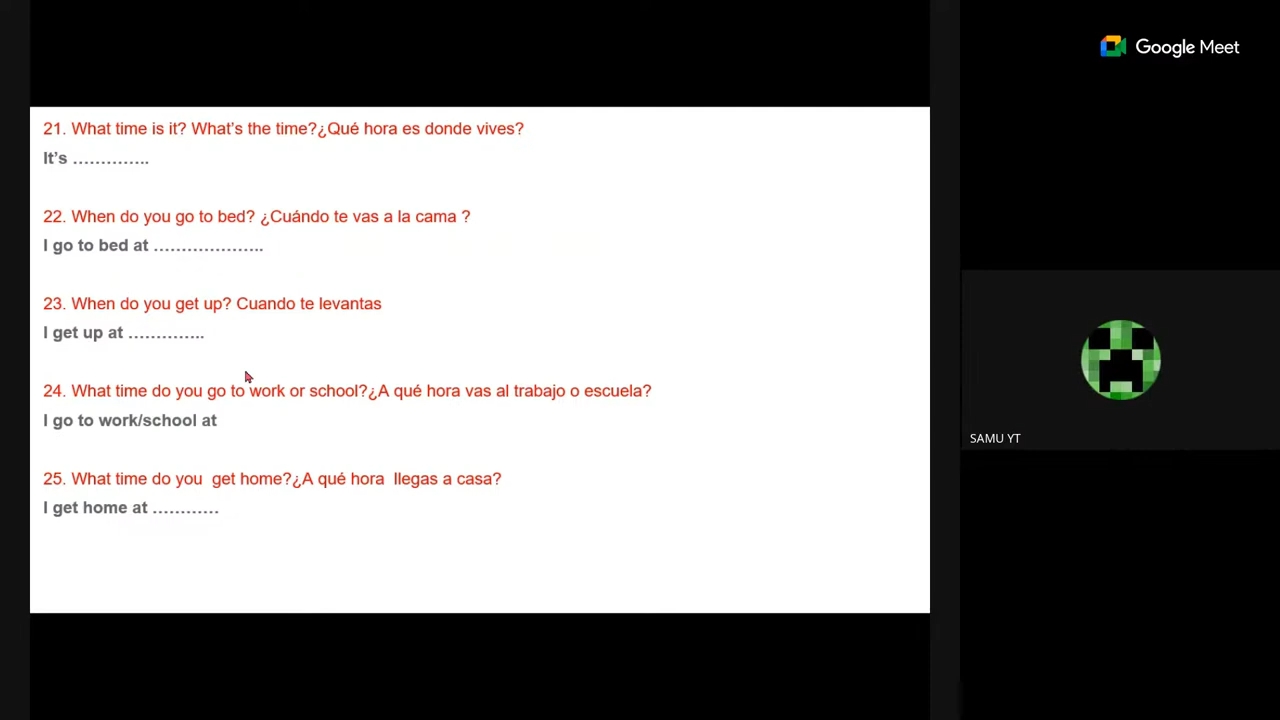 Google Meet
21. What time is it? What's the time?¿Qué hora es donde vives?
It's …………..
22. When do you go to bed? ¿Cuándo te vas a la cama ?
I go to bed at ………………..
23. When do you get up? Cuando te levantas
I get up at …………..
24. What time do you go to work or school?¿A qué hora vas al trabajo o escuela?
I go to work/school at
25. What time do you  get home?¿A qué hora  llegas a casa?
I get home at …………
SAMU YT